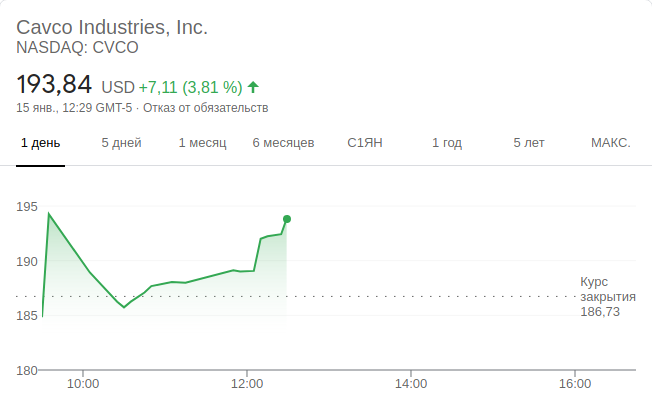 Cavco Industries, Inc.
NASDAQ: CVCO
193,84 USD +7,11 (3,81 %)
15 янв., 12:29 GMT-5 · Отказ от обязательств
1 день 5 дней 1 месяц 6 месяцев С1ЯН 1 год 5 лет МАКС.
195
190
Курс
закрытия
186,73
185
180
10:00 12:00 14:00 16:00